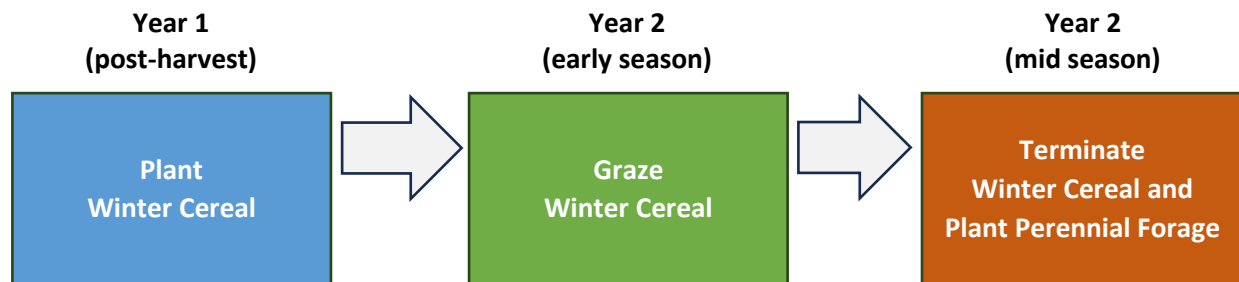 Year 1
(post-harvest)
Year 2
(early season)
Year 2
(mid season)
Plant
Winter Cereal
Graze
Winter Cereal
Terminate
Winter Cereal and
Plant Perennial Forage